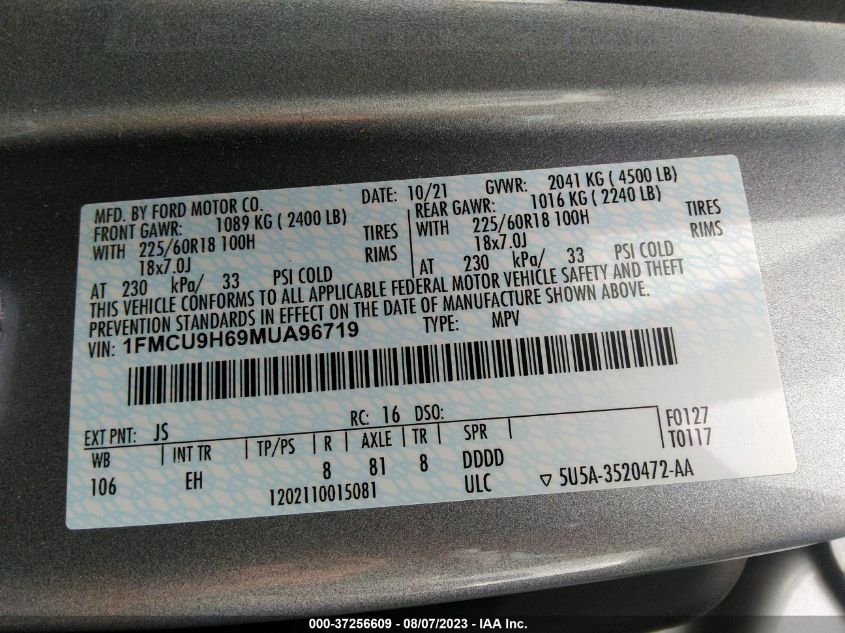 MFD. BY FORD MOTOR CO. DATE: 10/21 GVWR: 2041 KG ( 4500 LB)
FRONT GAWR: 1089 KG ( 2400 LB) REAR GAWR: 1016 KG ( 2240 LB)
WITH 225/60R18 100H TIRES WITH 225/60R18 100H TIRES
18x7.0J RIMS 18x7.0J RIMS
AT 230 kPa/ 33 PSI COLD AT 230 kPa/ 33 PSI COLD
THIS VEHICLE CONFORMS TO ALL APPLICABLE FEDERAL MOTOR VEHICLE SAFETY AND THEFT
PREVENTION STANDARDS IN EFFECT ON THE DATE OF MANUFACTURE SHOWN ABOVE.
VIN: 1FMCU9H69MUA96719 TYPE: MPV
EXT PNT: JS RC: 16 DSO: F0127
WB INT TR TP/PS R AXLE TR SPR T0117
106 EH 8 81 8 DDDD
1202110015081 ULC ▽ 5U5A-3520472-AA
000-37256609 - 08/07/2023 - IAA Inc.